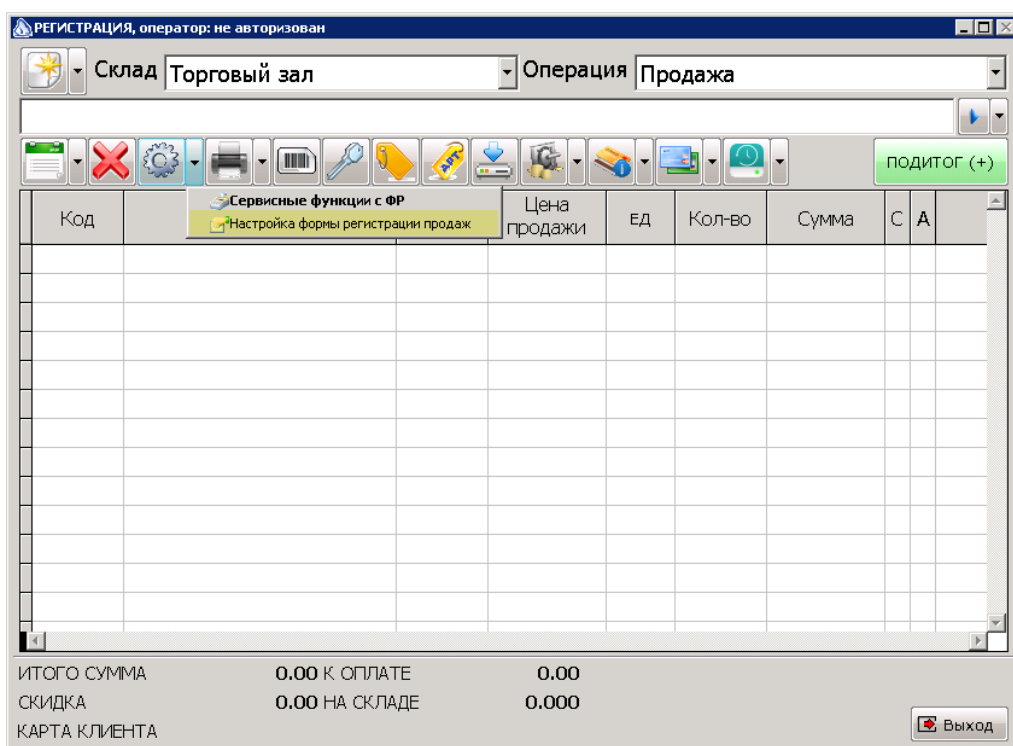 РЕГИСТРАЦИЯ, оператор: не авторизован
Склад Торговый зал Операция Продажа
ПОДИТОГ (+)
Сервисные функции с ФР
Настройка формы регистрации продаж
Код Цена продажи ЕД Кол-во Сумма С А
ИТОГО СУММА 0.00 К ОПЛАТЕ 0.00
СКИДКА 0.00 НА СКЛАДЕ 0.000
КАРТА КЛИЕНТА
Выход